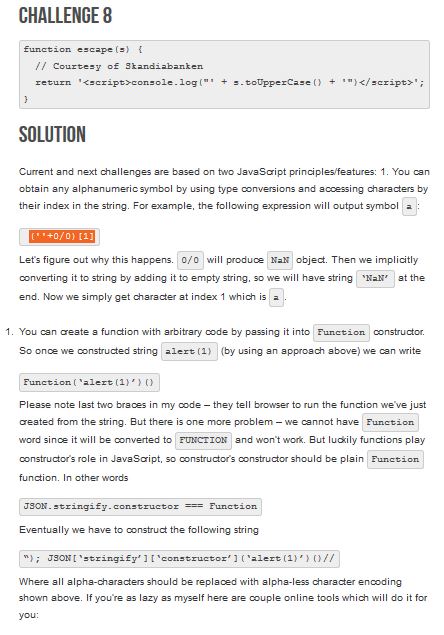 CHALLENGE 8
function escape(s) {
// Courtesy of Skandiabanken
return '<script>console.log("' + s.toUpperCase() + '")</script>';
}
SOLUTION
Current and next challenges are based on two JavaScript principles/features: 1. You can
obtain any alphanumeric symbol by using type conversions and accessing characters by
their index in the string. For example, the following expression will output symbol a :
(''+0/0)[1]
Let's figure out why this happens. 0/0 will produce NaN object. Then we implicitly
converting it to string by adding it to empty string, so we will have string 'NaN' at the
end. Now we simply get character at index 1 which is a .
1. You can create a function with arbitrary code by passing it into Function constructor.
So once we constructed string alert(1) (by using an approach above) we can write
Function('alert(1)')()
Please note last two braces in my code – they tell browser to run the function we've just
created from the string. But there is one more problem – we cannot have Function
word since it will be converted to FUNCTION and won't work. But luckily functions play
constructor's role in JavaScript, so constructor's constructor should be plain Function
function. In other words
JSON.stringify.constructor === Function
Eventually we have to construct the following string
"); JSON['stringify']['constructor']('alert(1)')()//
Where all alpha-characters should be replaced with alpha-less character encoding
shown above. If you're as lazy as myself here are couple online tools which will do it for
you: